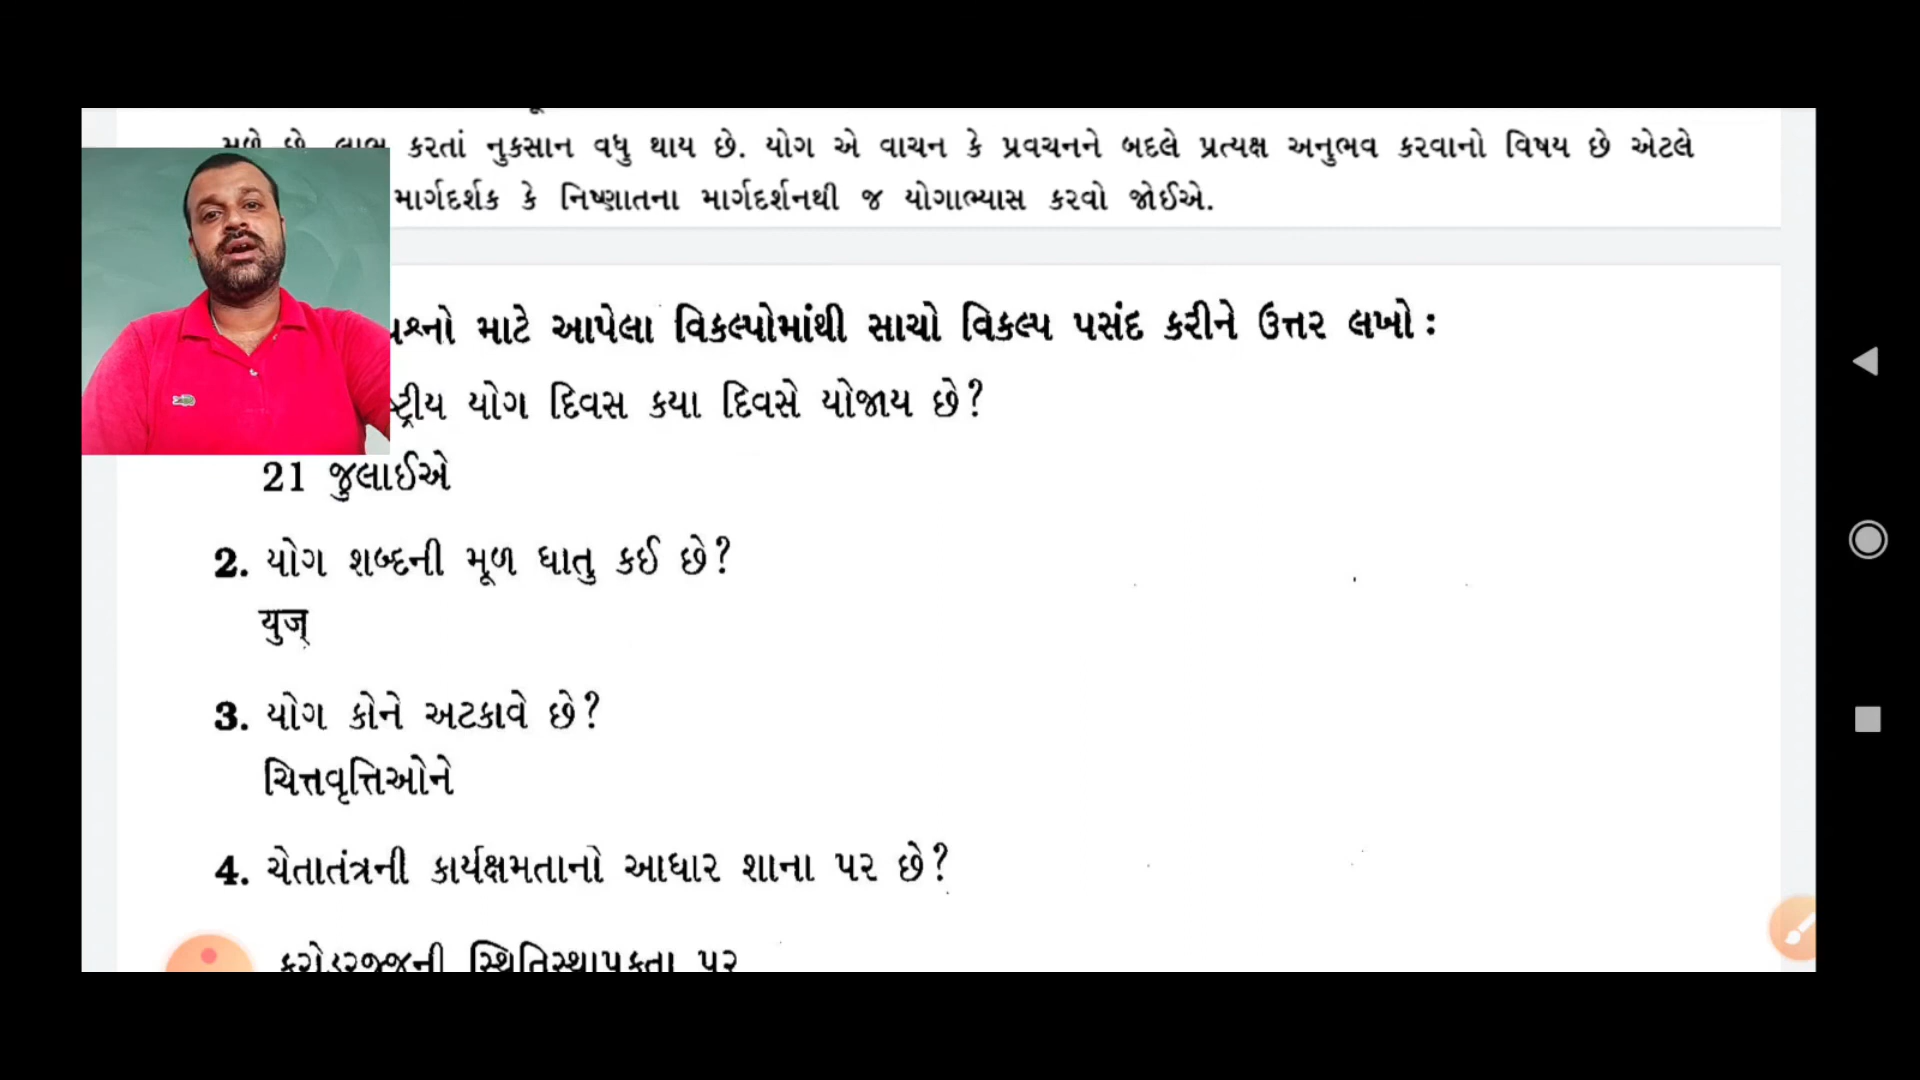 કરતાં નુકસાન વધુ થાય છે. યોગ એ વાચન કે પ્રવચનને બદલે પ્રત્યક્ષ અનુભવ કરવાનો વિષય છે એટલે
માર્ગદર્શક કે નિષ્ણાતના માર્ગદર્શનથી જ યોગાભ્યાસ કરવો જોઈએ.
માટે આપેલા વિકલ્પોમાંથી સાચો વિકલ્પ પસંદ કરીને ઉત્તર લખો :
યોગ દિવસ કયા દિવસે યોજાય છે?
21 જુલાઈએ
2. યોગ શબ્દની મૂળ ધાતુ કઈ છે?
युज्
3. યોગ કોને અટકાવે છે?
ચિત્તવૃત્તિઓને
4. ચેતાતંત્રની કાર્યક્ષમતાનો આધાર શાના પર છે?
કરોડરજ્જુની સ્થિતિસ્થાપકતા પર